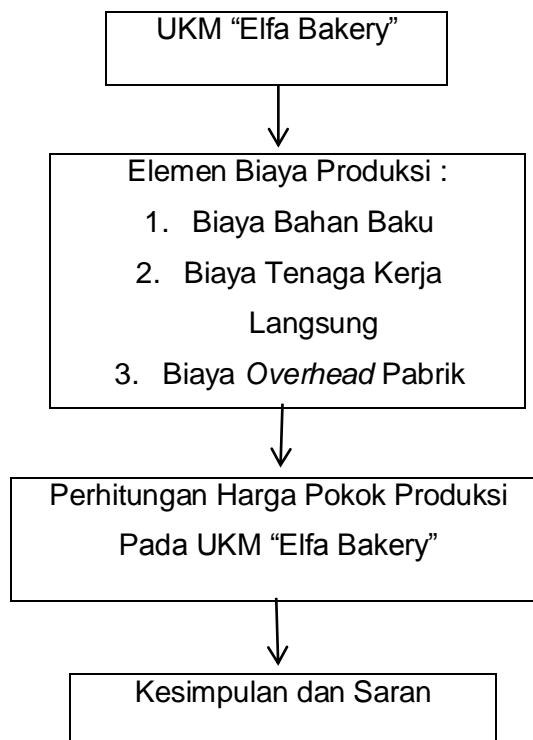 UKM “Elfa Bakery”
Elemen Biaya Produksi :
1. Biaya Bahan Baku
2. Biaya Tenaga Kerja
Langsung
3. Biaya Overhead Pabrik
Perhitungan Harga Pokok Produksi
Pada UKM “Elfa Bakery”
Kesimpulan dan Saran